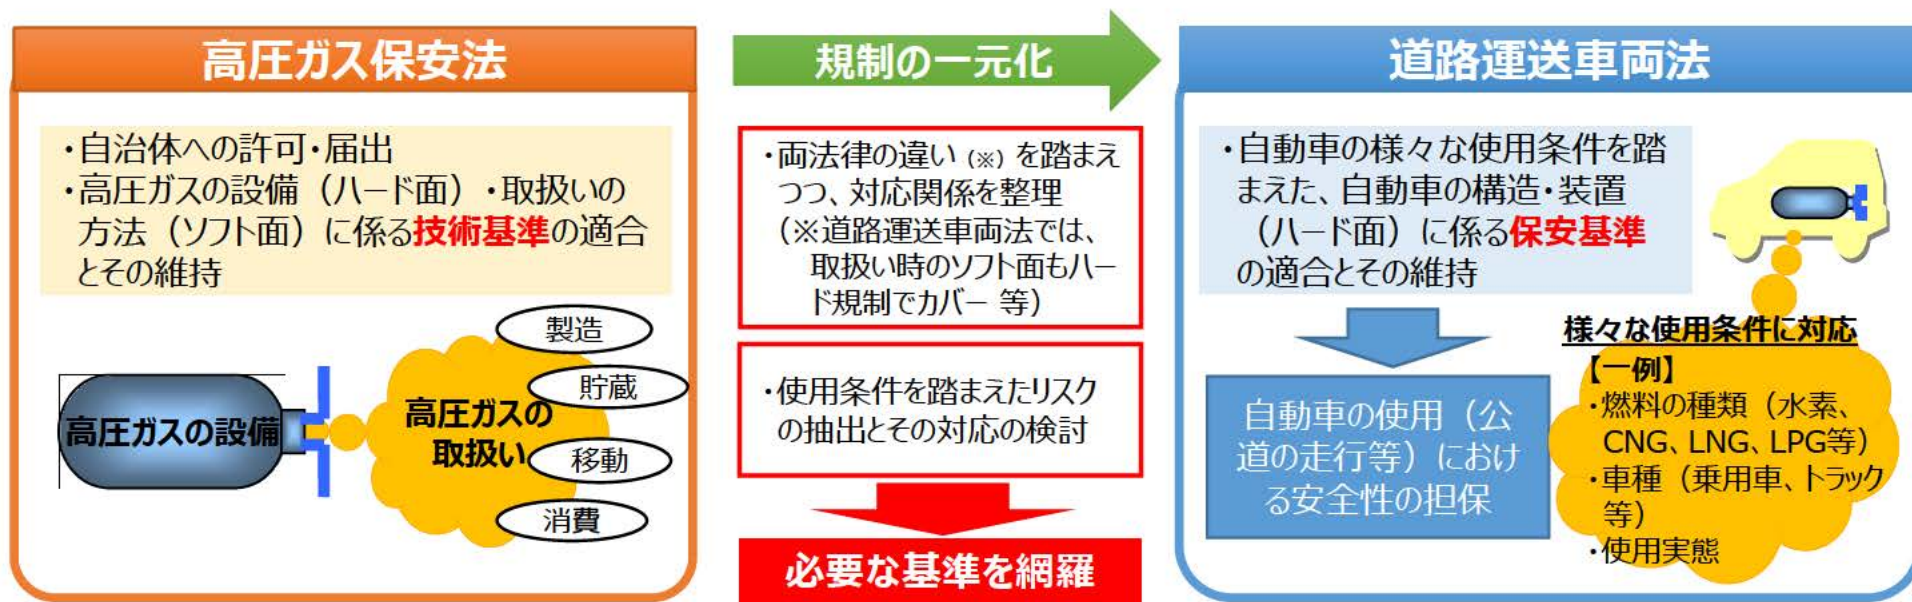 高圧ガス保安法
・自治体への許可・届出
・高圧ガスの設備（ハード面）・取扱いの
方法（ソフト面）に係る技術基準の適合
とその維持
高圧ガスの設備
高圧ガスの
取扱い
製造
貯蔵
移動
消費
規制の一元化
・両法律の違い（※）を踏まえ
つつ、対応関係を整理
（※道路運送車両法では、
取扱い時のソフト面もハー
ド規制でカバー 等）
・使用条件を踏まえたリスク
の抽出とその対応の検討
必要な基準を網羅
道路運送車両法
・自動車の様々な使用条件を踏
まえた、自動車の構造・装置
（ハード面）に係る保安基準
の適合とその維持
自動車の使用（公
道の走行等）におけ
る安全性の担保
様々な使用条件に対応
【一例】
・燃料の種類（水素、
CNG、LNG、LPG等）
・車種（乗用車、トラック
等）
・使用実態